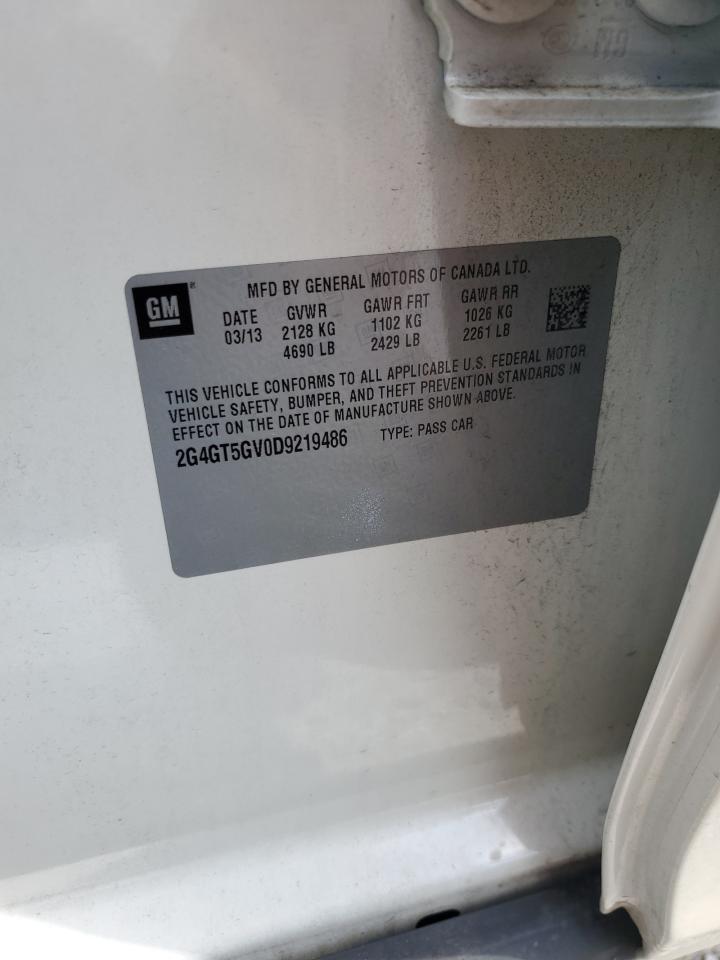 GM
MFD BY GENERAL MOTORS OF CANADA LTD.
DATE GVWR GAWR FRT GAWR RR
03/13 2128 KG 1102 KG 1026 KG
4690 LB 2429 LB 2261 LB
THIS VEHICLE CONFORMS TO ALL APPLICABLE U.S. FEDERAL MOTOR
VEHICLE SAFETY, BUMPER, AND THEFT PREVENTION STANDARDS IN
EFFECT ON THE DATE OF MANUFACTURE SHOWN ABOVE.
2G4GT5GV0D9219486 TYPE: PASS CAR